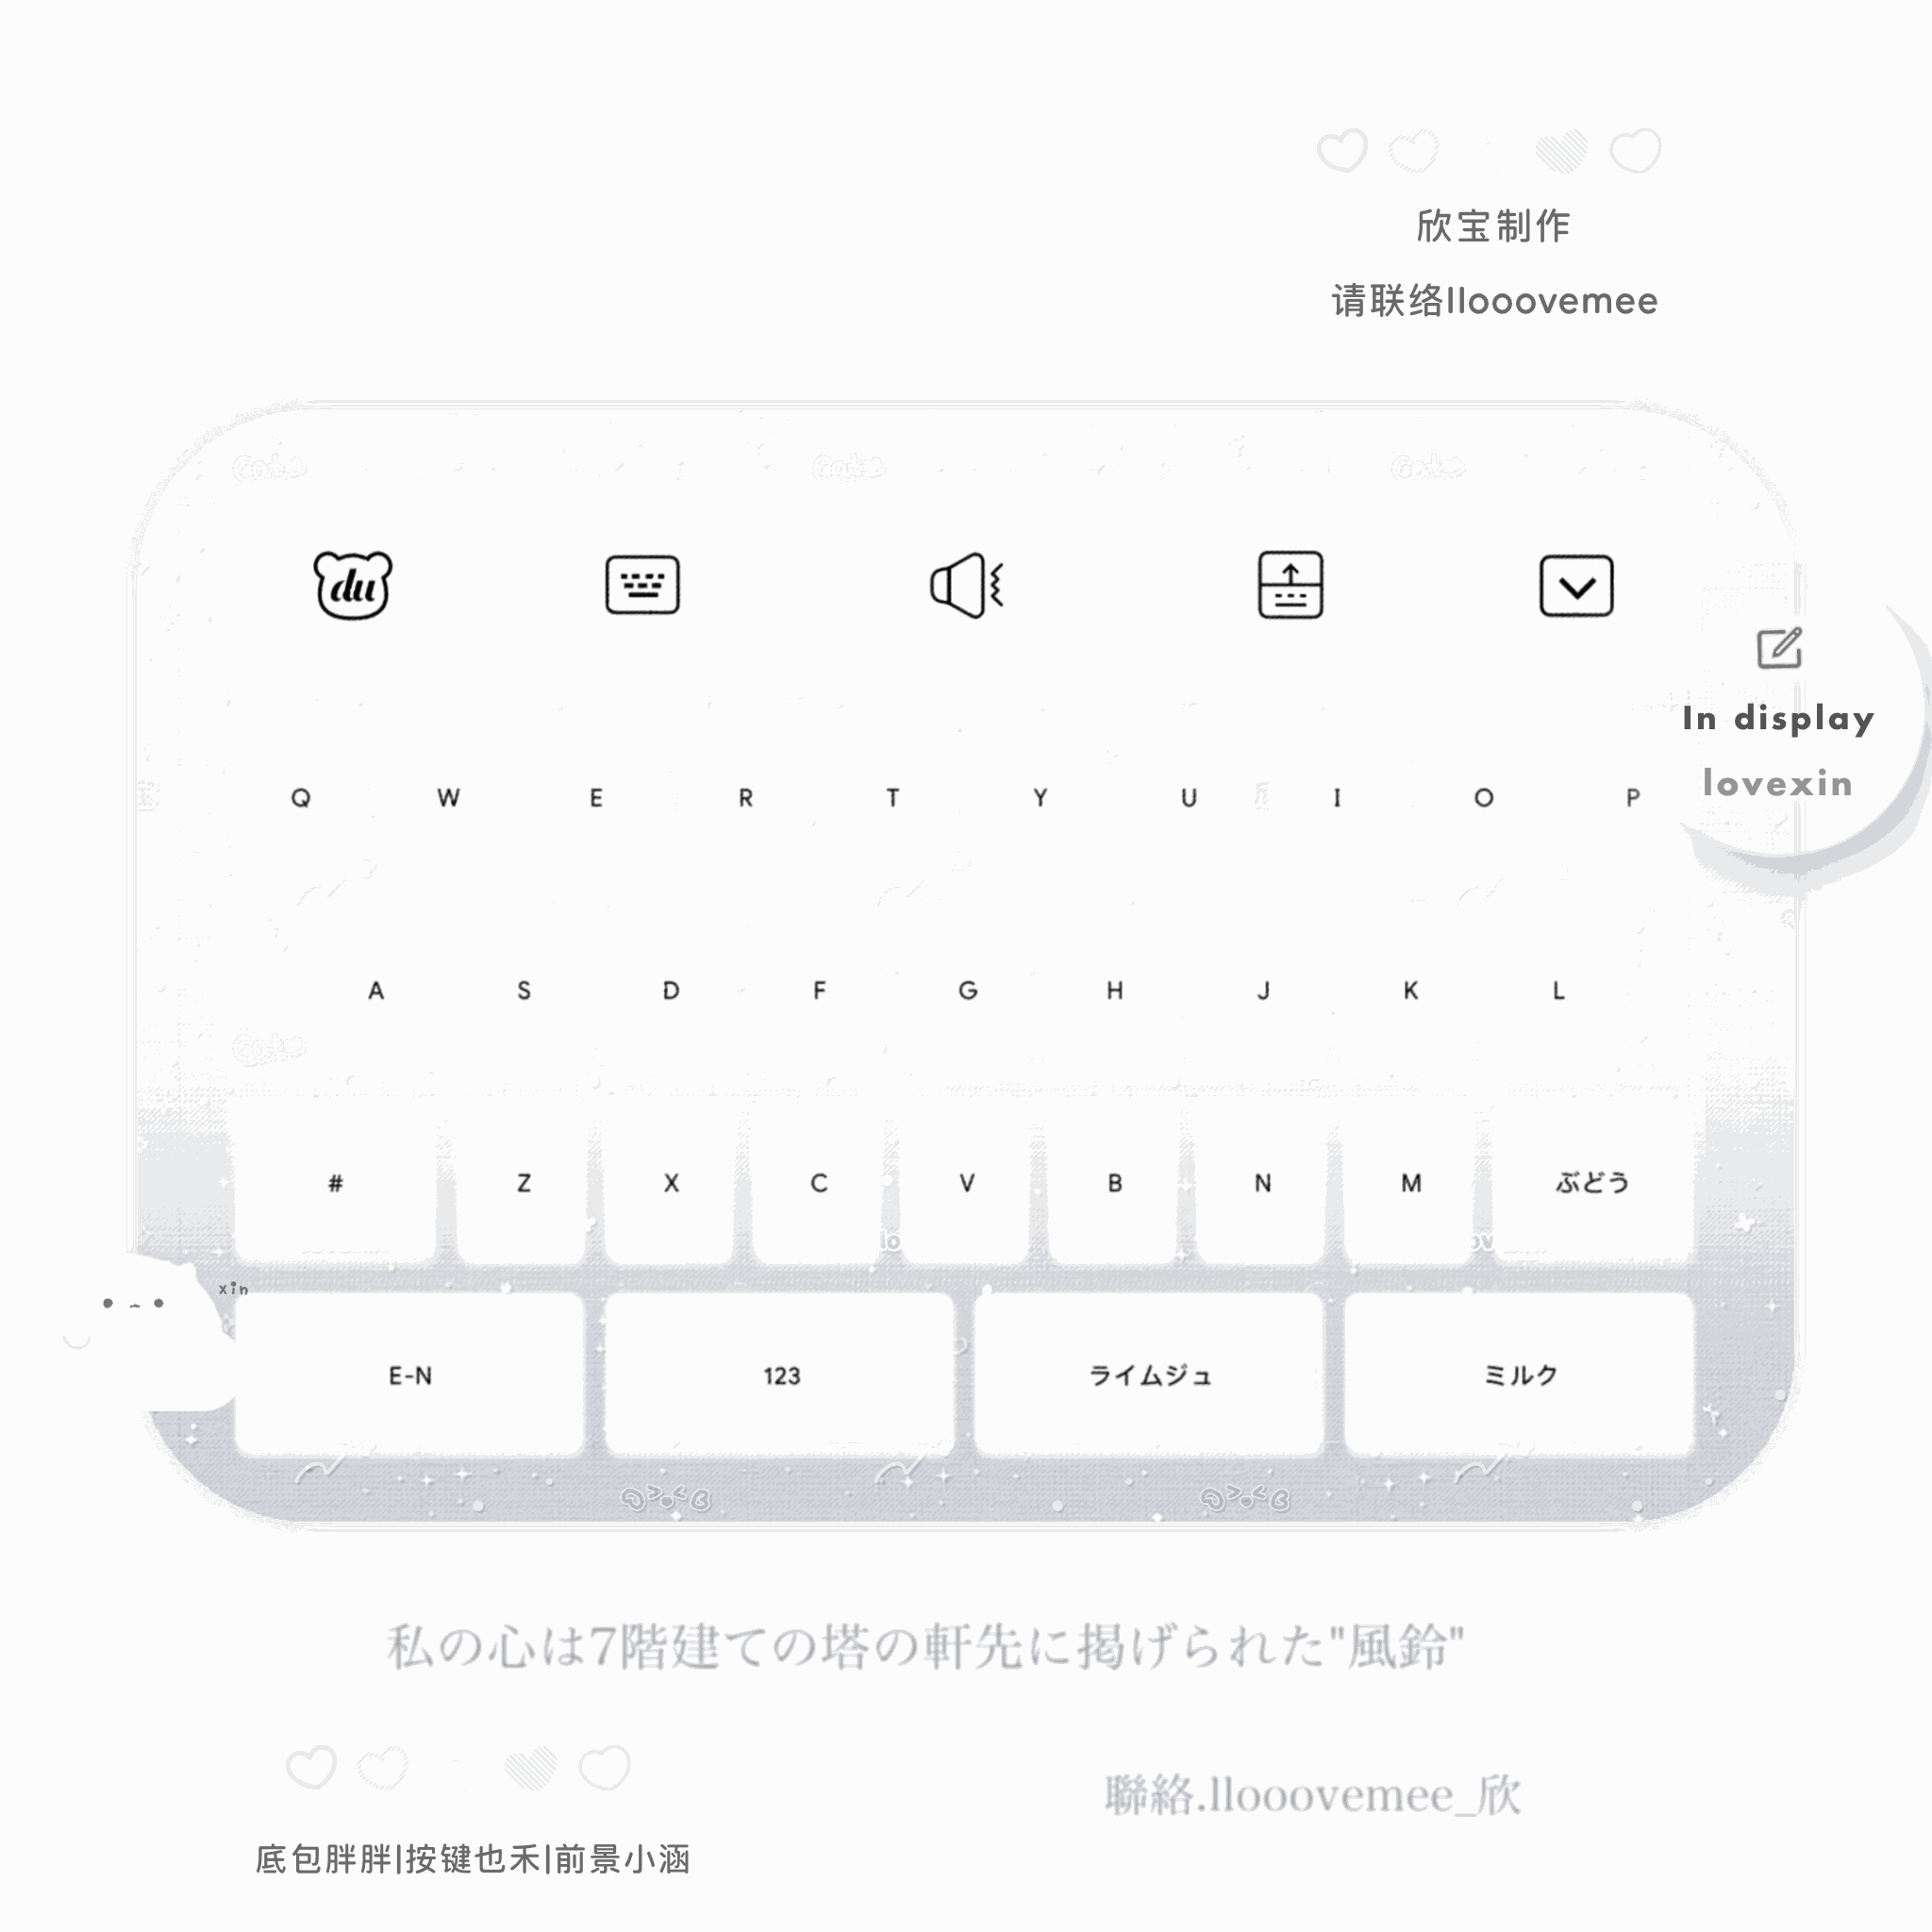 欣宝制作
请联络llooovemee
du
In display
lovexin
Q W E R T Y U I O P
A S D F G H J K L
# Z X C V B N M ぶどう
xin
E-N 123 ライムジュ ミルク
私の心は7階建ての塔の軒先に掲げられた"風鈴"
聯絡.llooovemee_欣
底包胖胖|按键也禾|前景小涵